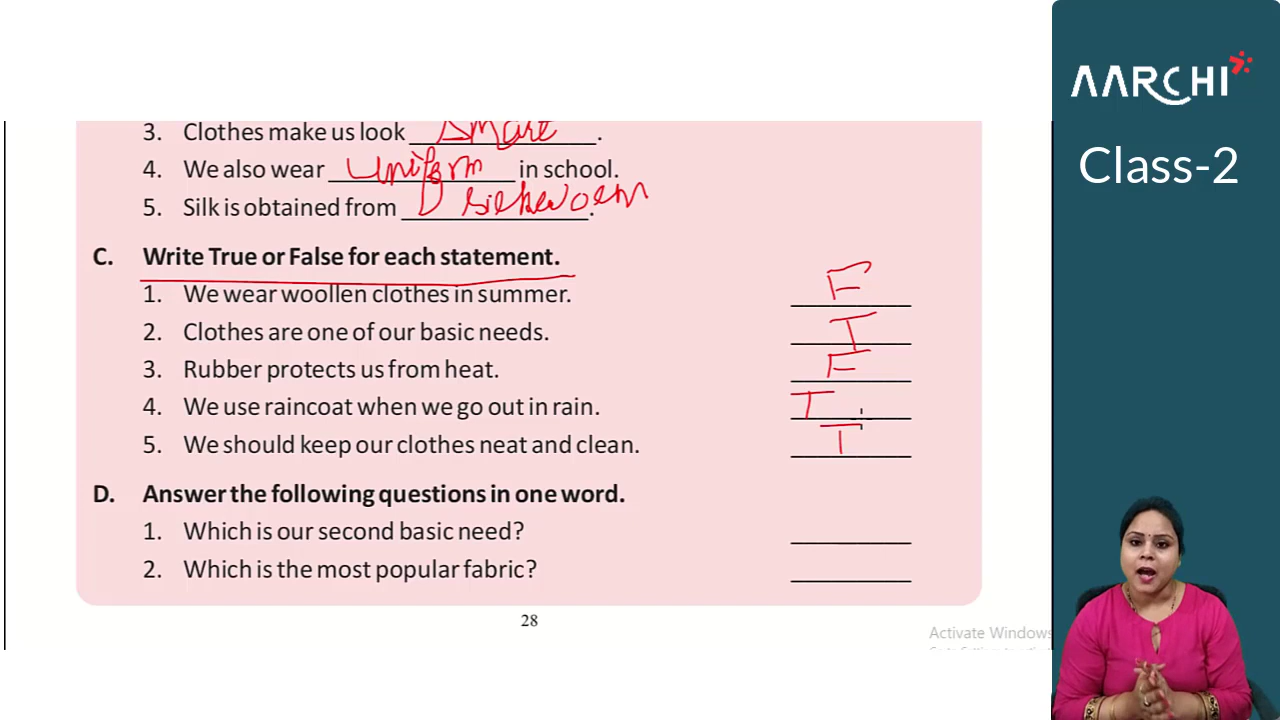 AARCHI
Class-2
3. Clothes make us look smart.
4. We also wear uniform in school.
5. Silk is obtained from silkworm.
C. Write True or False for each statement.
1. We wear woollen clothes in summer. F
2. Clothes are one of our basic needs. T
3. Rubber protects us from heat. F
4. We use raincoat when we go out in rain. T
5. We should keep our clothes neat and clean. T
D. Answer the following questions in one word.
1. Which is our second basic need? ________
2. Which is the most popular fabric? ________
28
Activate Windows